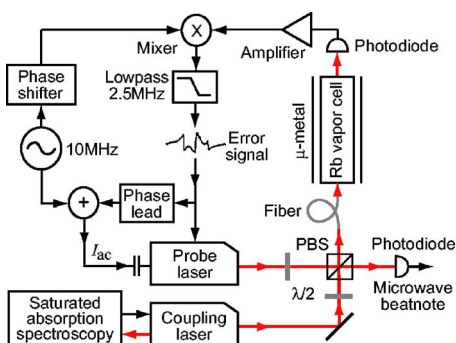 X
Mixer
Amplifier
Photodiode
Phase
shifter
Lowpass
2.5MHz
μ-metal
Rb vapor cell
10MHz
Error
signal
+
Phase
lead
Fiber
Iac
Probe
laser
PBS
Photodiode
λ/2
Microwave
beatnote
Saturated
absorption
spectroscopy
Coupling
laser